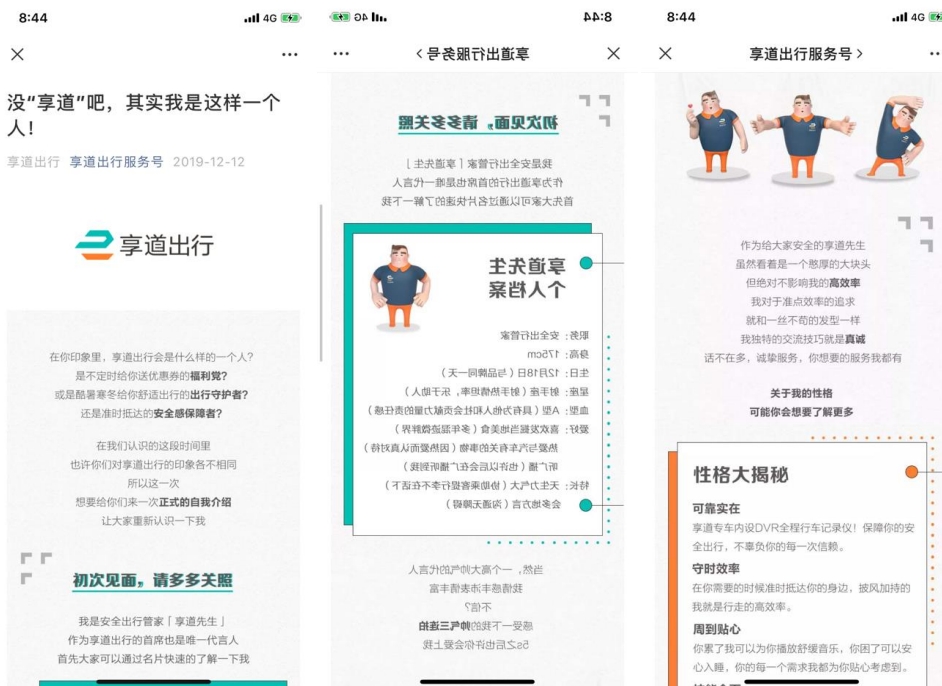 8:44
4G
没“享道”吧，其实我是这样一个
人！
享道出行 享道出行服务号 2019-12-12
享道出行
在你印象里，享道出行会是什么样的一个人？
是不定时给你送优惠券的福利党？
或是酷暑寒冬给你舒适出行的出行守护者？
还是准时抵达的安全感保障者？
在我们认识的这段时间里
也许你们对享道出行的印象各不相同
所以这一次
想要给你们来一次正式的自我介绍
让大家重新认识一下我
初次见面，请多多关照
我是安全出行管家「享道先生」
作为享道出行的首席也是唯一代言人
首先大家可以通过名片快速的了解一下我
8:44
4G
享道出行服务号
初次见面，请多多关照
我是安全出行管家「享道先生」
作为享道出行的首席也是唯一代言人
首先大家可以通过名片快速的了解一下我
享道先生
个人档案
职务：安全出行管家
身高：175cm
生日：12月18日（与品牌同一天）
星座：射手座（射手热情坦率，乐于助人）
血型：A型（具有为他人和社会贡献力量的责任感）
爱好：喜欢发掘当地美食（多年混迹微胖界）
热爱与汽车有关的事物（因热爱而认真对待）
听广播（也许以后会在广播听到我）
特长：天生力气大（协助乘客提行李不在话下）
会多地方言（沟通无障碍）
当然，一个高大帅气的代言人
我情感丰沛表情丰富
不信？
感受一下我的帅气三连拍
5s之后也许你会爱上我
8:44
4G
享道出行服务号
作为给大家安全的享道先生
虽然看着是一个憨厚的大块头
但绝对不影响我的高效率
我对于准点效率的追求
就和一丝不苟的发型一样
我独特的交流技巧就是真诚
话不在多，诚挚服务，你想要的服务我都有
关于我的性格
可能你会想要了解更多
性格大揭秘
可靠实在
享道专车内设DVR全程行车记录仪！保障你的安
全出行，不辜负你的每一次信赖。
守时效率
在你需要的时候准时抵达你的身边，披风加持的
我就是行走的高效率。
周到贴心
你累了我可以为你播放舒缓音乐，你困了可以安
心入睡，你的每一个需求我都为你贴心考虑到。